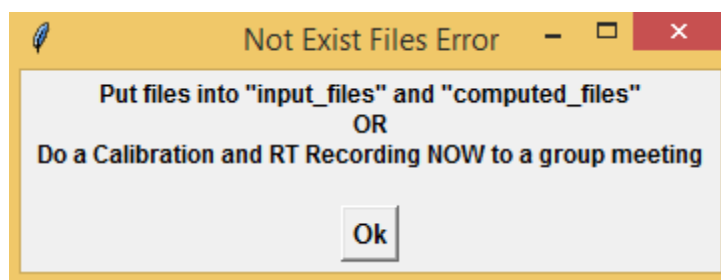 Not Exist Files Error
Put files into "input_files" and "computed_files"
OR
Do a Calibration and RT Recording NOW to a group meeting
Ok